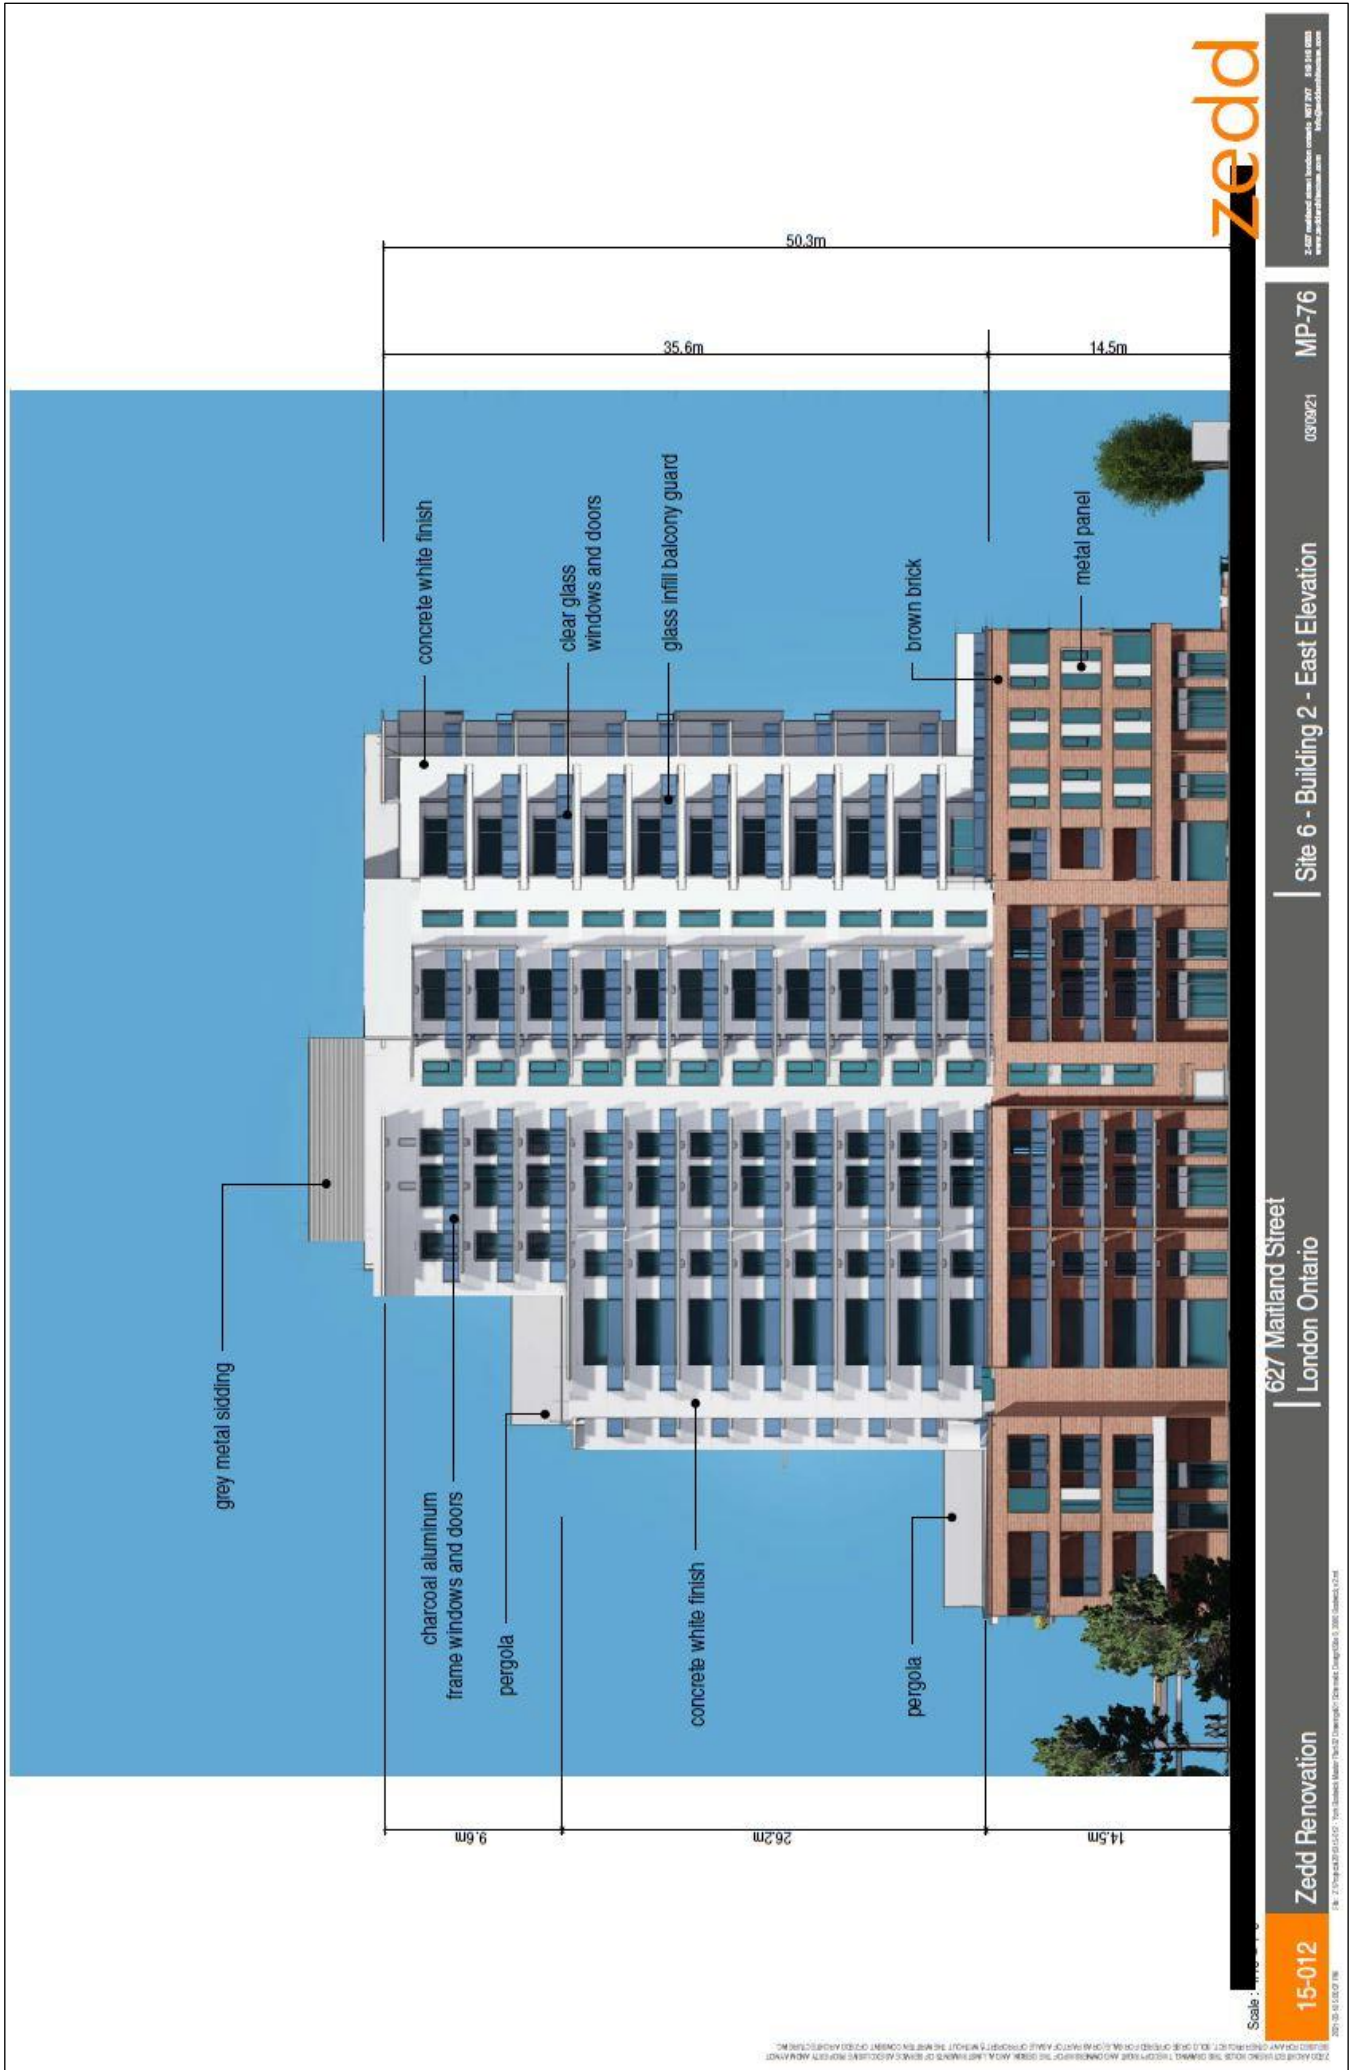 grey metal sidding
charcoal aluminum
frame windows and doors
pergola
concrete white finish
pergola
concrete white finish
clear glass
windows and doors
glass infill balcony guard
brown brick
metal panel
9.6m
26.2m
14.5m
35.6m
14.5m
50.3m
Scale :
zedd
15-012
Zedd Renovation
627 Maitland Street
London Ontario
Site 6 - Building 2 - East Elevation
03/09/21
MP-76